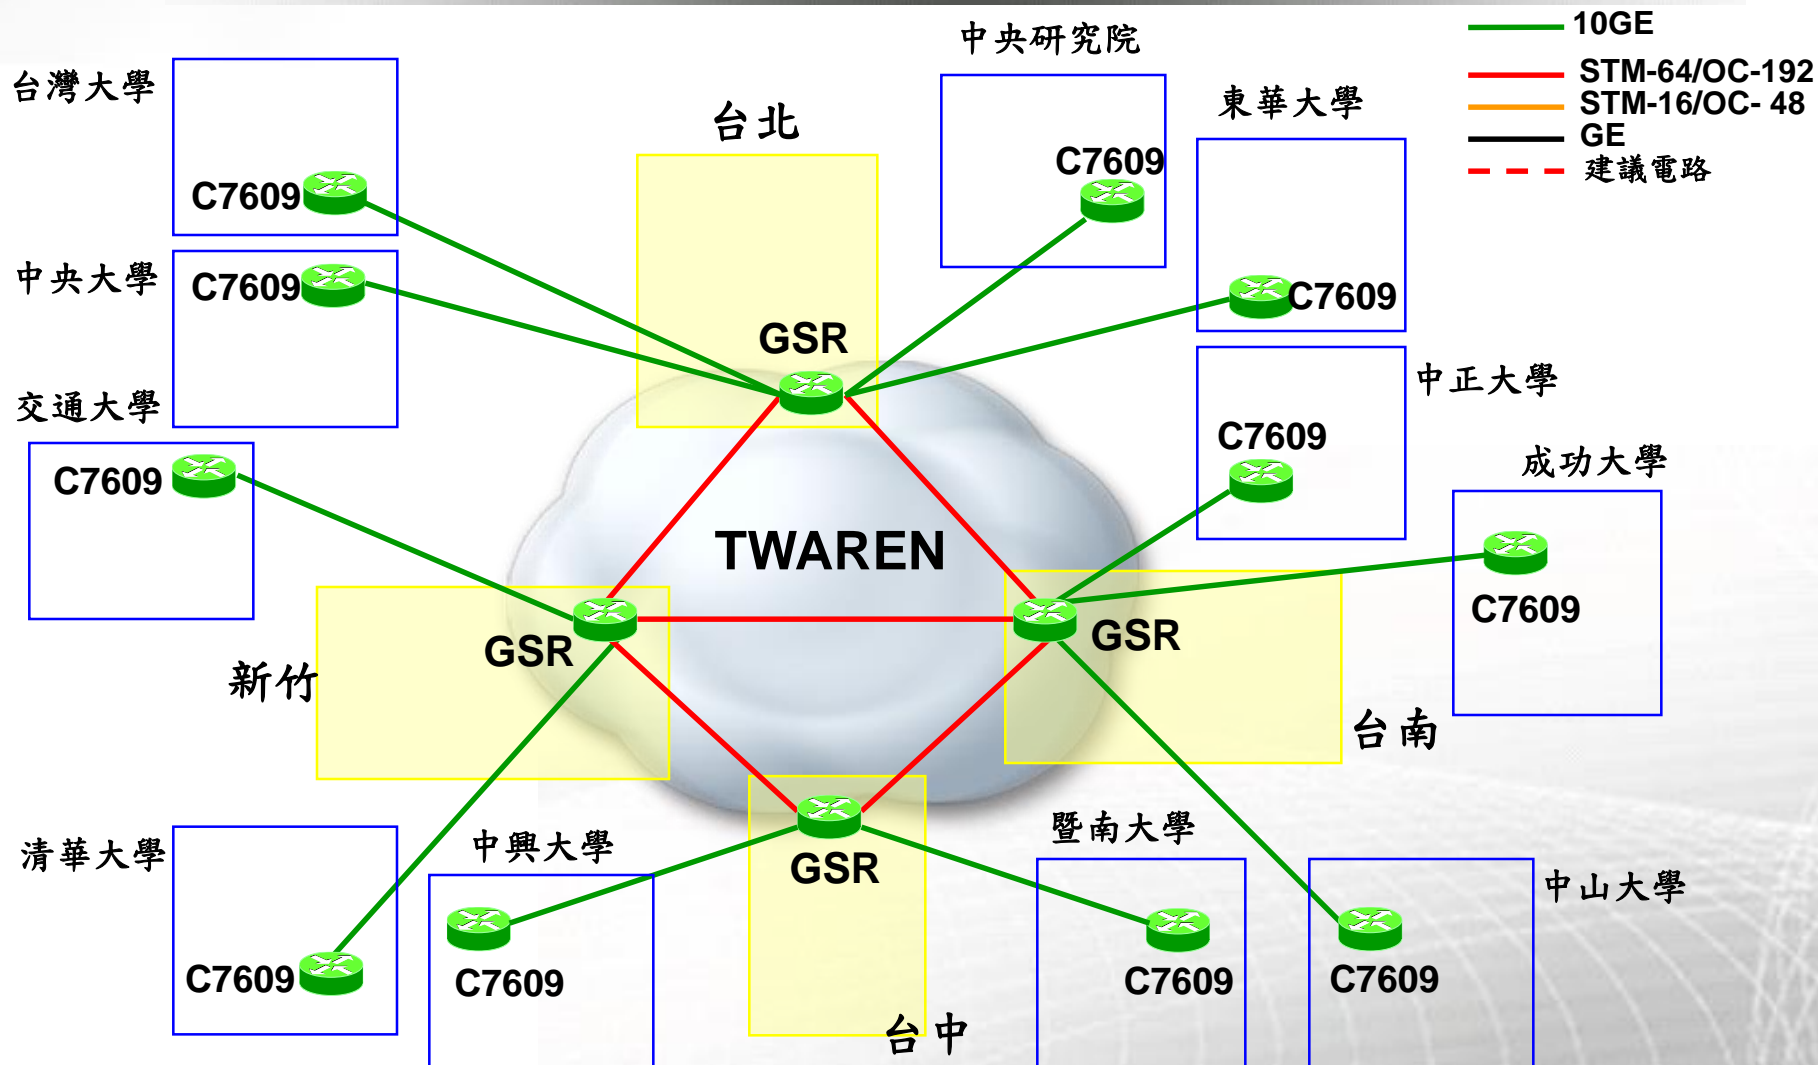 中央研究院
10GE
STM-64/OC-192
STM-16/OC- 48
GE
建議電路
台灣大學
C7609
台北
C7609
東華大學
C7609
中央大學
C7609
GSR
中正大學
C7609
交通大學
C7609
成功大學
C7609
TWAREN
GSR
新竹
GSR
台南
GSR
台中
清華大學
C7609
中興大學
C7609
暨南大學
C7609
中山大學
C7609